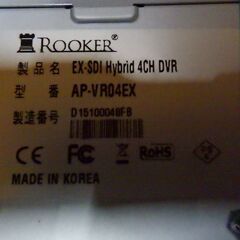 ROOKER®
製品名 EX-SDI Hybrid 4CH DVR
型番 AP-VR04EX
製造番号 D15100048FB
CE FC RoHS
MADE IN KOREA